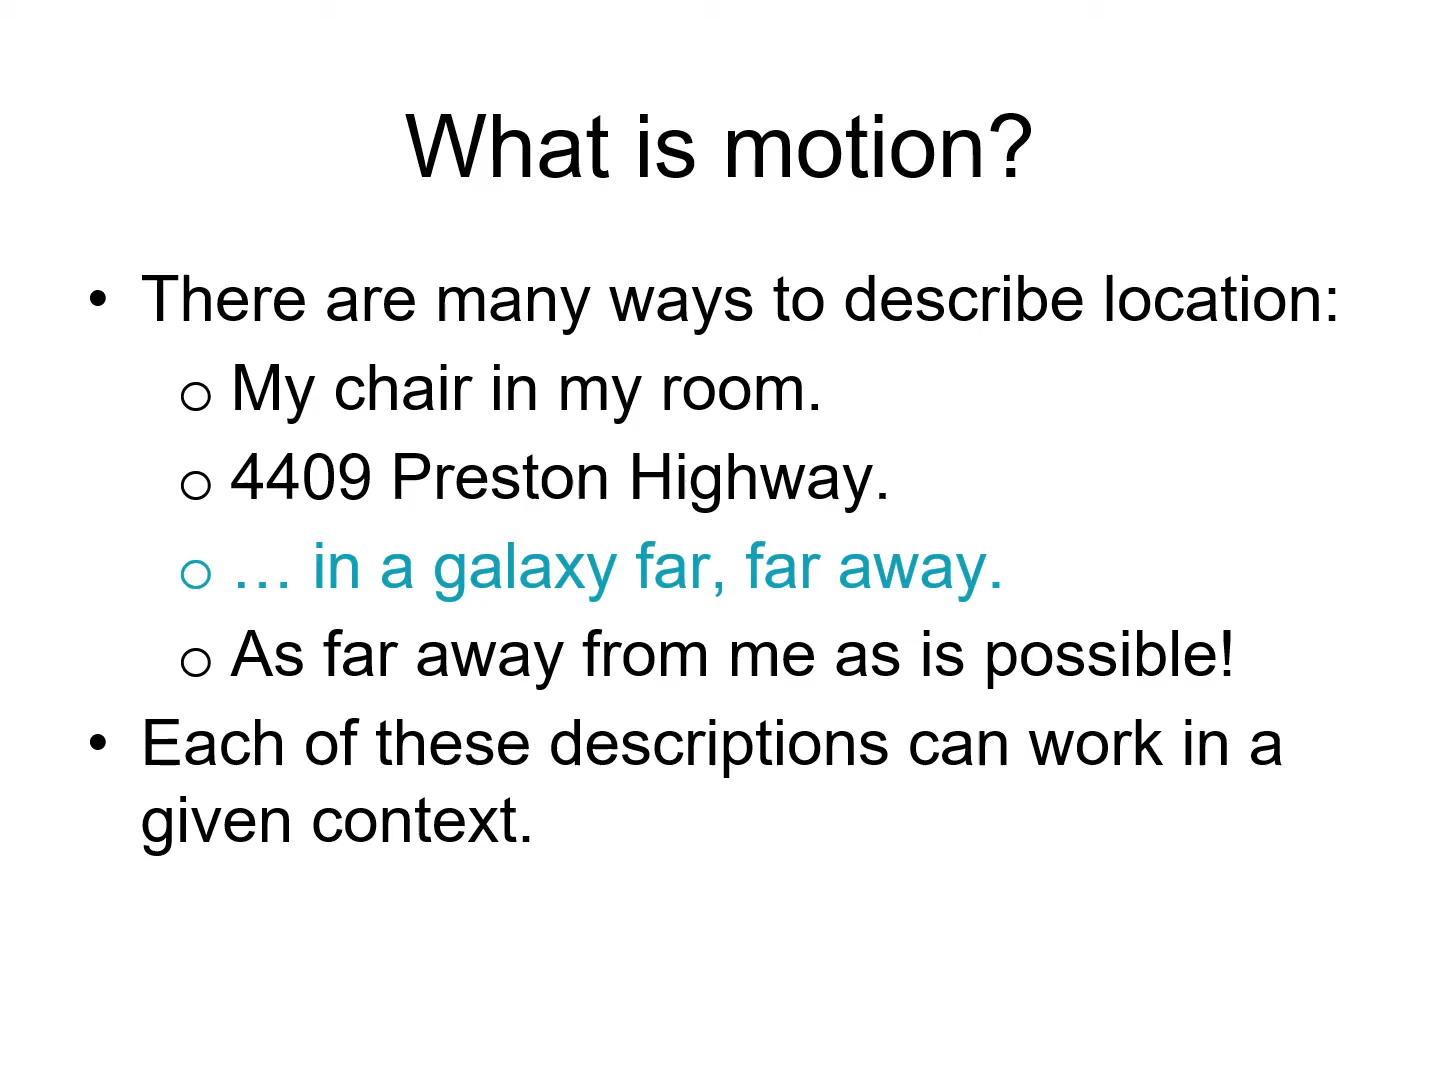 What is motion?
• There are many ways to describe location:
o My chair in my room.
o 4409 Preston Highway.
o … in a galaxy far, far away.
o As far away from me as is possible!
• Each of these descriptions can work in a
given context.